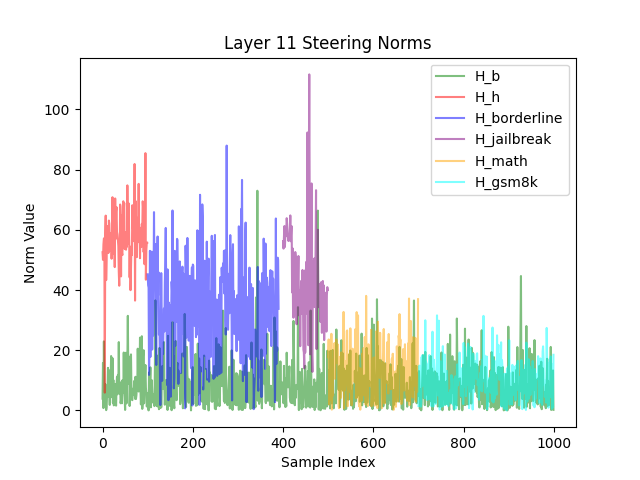 Layer 11 Steering Norms
H_b
H_h
H_borderline
H_jailbreak
H_math
H_gsm8k
Norm Value
100
80
60
40
20
0
0 200 400 600 800 1000
Sample Index